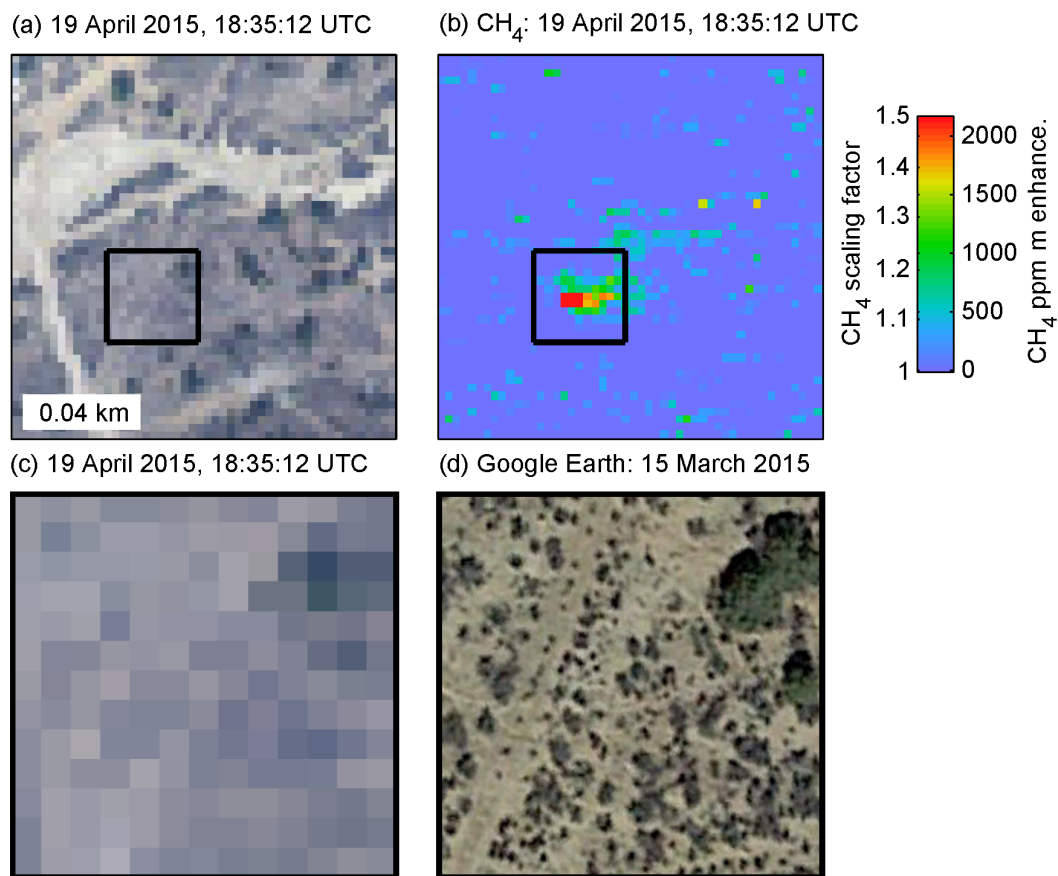 (a) 19 April 2015, 18:35:12 UTC
(b) CH₄: 19 April 2015, 18:35:12 UTC
0.04 km
1.5
1.4
1.3
1.2
1.1
1
CH₄ scaling factor
2000
1500
1000
500
0
CH₄ ppm m enhance.
(c) 19 April 2015, 18:35:12 UTC
(d) Google Earth: 15 March 2015